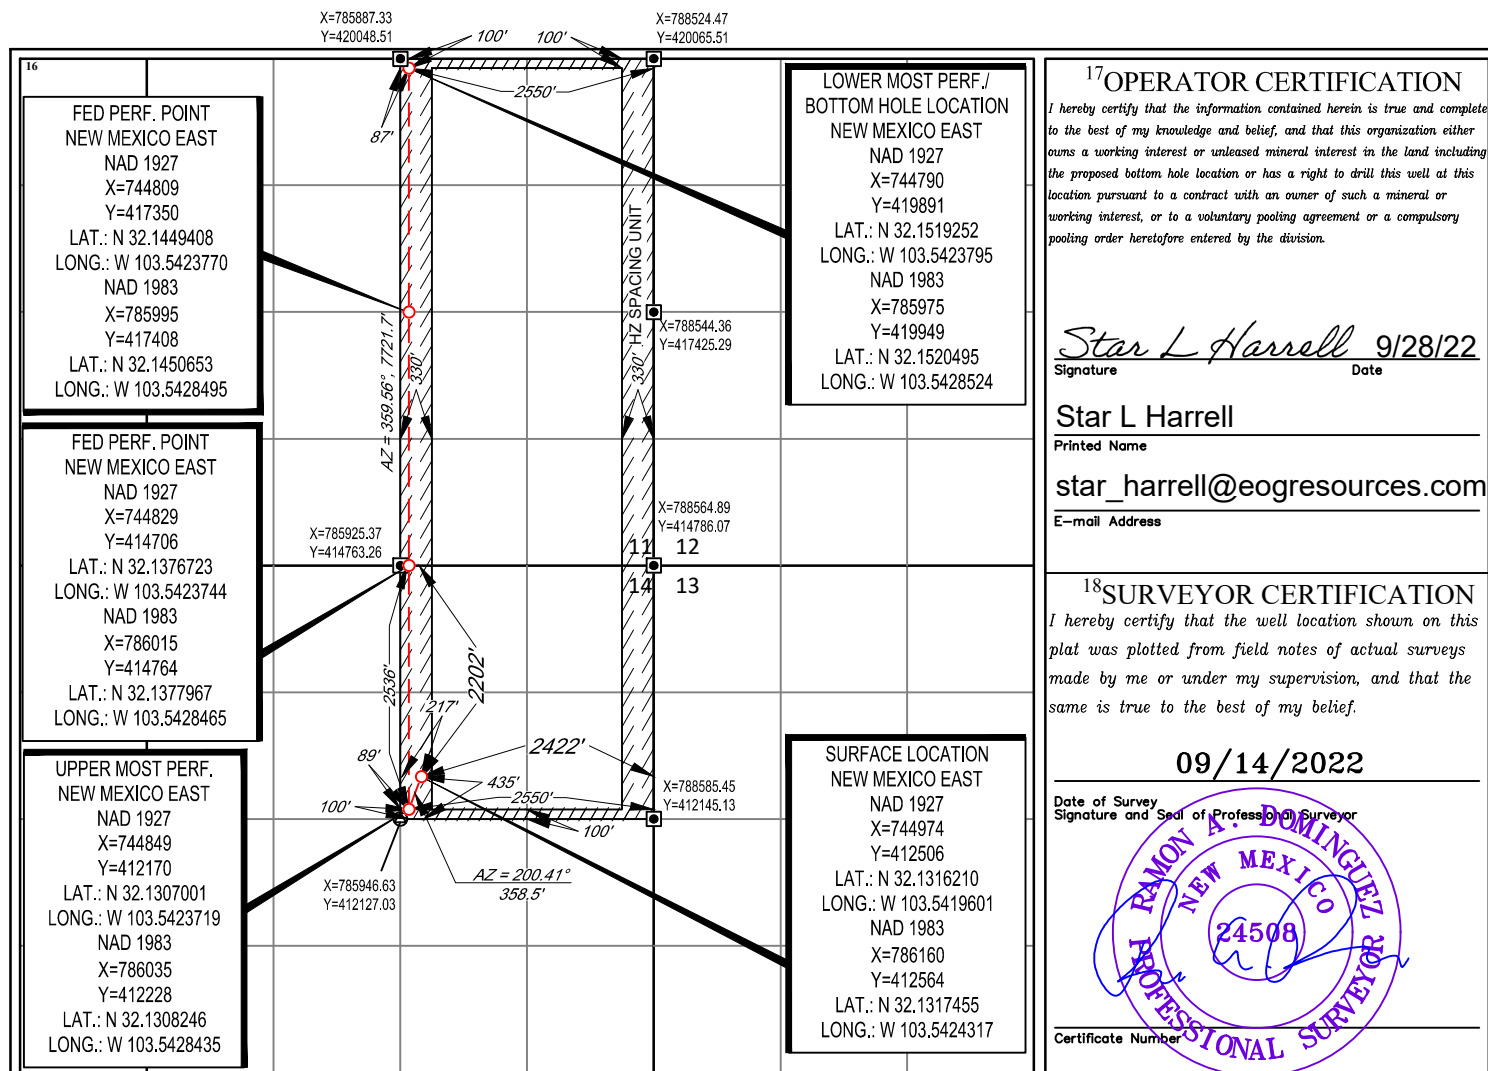 X=785887.33
Y=420048.51
100'
100'
X=788524.47
Y=420065.51
16
FED PERF. POINT
NEW MEXICO EAST
NAD 1927
X=744809
Y=417350
LAT.: N 32.1449408
LONG.: W 103.5423770
NAD 1983
X=785995
Y=417408
LAT.: N 32.1450653
LONG.: W 103.5428495
FED PERF. POINT
NEW MEXICO EAST
NAD 1927
X=744829
Y=414706
LAT.: N 32.1376723
LONG.: W 103.5423744
NAD 1983
X=786015
Y=414764
LAT.: N 32.1377967
LONG.: W 103.5428465
UPPER MOST PERF.
NEW MEXICO EAST
NAD 1927
X=744849
Y=412170
LAT.: N 32.1307001
LONG.: W 103.5423719
NAD 1983
X=786035
Y=412228
LAT.: N 32.1308246
LONG.: W 103.5428435
2550'
87'
AZ = 359.56°, 7721.7'
330'
330'
HZ SPACING UNIT
X=788544.36
Y=417425.29
X=785925.37
Y=414763.26
X=788564.89
Y=414786.07
11 12
14 13
2536'
2202'
217'
89'
2422'
435'
100'
2550'
100'
X=788585.45
Y=412145.13
AZ = 200.41°
358.5'
X=785946.63
Y=412127.03
LOWER MOST PERF./
BOTTOM HOLE LOCATION
NEW MEXICO EAST
NAD 1927
X=744790
Y=419891
LAT.: N 32.1519252
LONG.: W 103.5423795
NAD 1983
X=785975
Y=419949
LAT.: N 32.1520495
LONG.: W 103.5428524
SURFACE LOCATION
NEW MEXICO EAST
NAD 1927
X=744974
Y=412506
LAT.: N 32.1316210
LONG.: W 103.5419601
NAD 1983
X=786160
Y=412564
LAT.: N 32.1317455
LONG.: W 103.5424317
17 OPERATOR CERTIFICATION
I hereby certify that the information contained herein is true and complete
to the best of my knowledge and belief, and that this organization either
owns a working interest or unleased mineral interest in the land including
the proposed bottom hole location or has a right to drill this well at this
location pursuant to a contract with an owner of such a mineral or
working interest, or to a voluntary pooling agreement or a compulsory
pooling order heretofore entered by the division.
Star L Harrell 9/28/22
Signature Date
Star L Harrell
Printed Name
star_harrell@eogresources.com
E-mail Address
18 SURVEYOR CERTIFICATION
I hereby certify that the well location shown on this
plat was plotted from field notes of actual surveys
made by me or under my supervision, and that the
same is true to the best of my belief.
09/14/2022
Date of Survey
Signature and Seal of Professional Surveyor
RAMON A. DOMINGUEZ
NEW MEXICO
24508
PROFESSIONAL SURVEYOR
Certificate Number